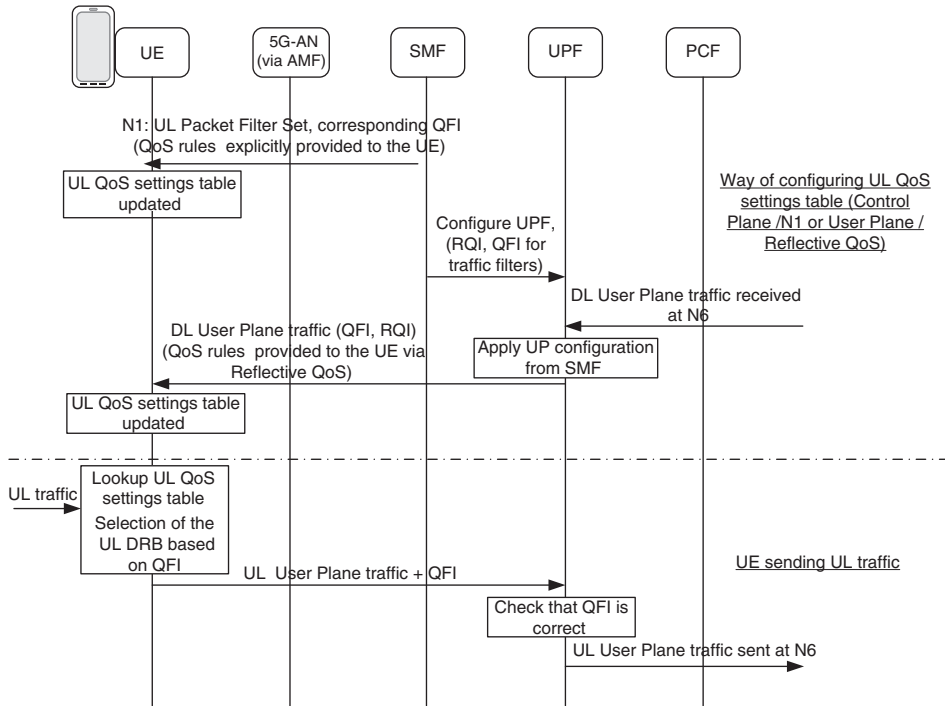 UE
5G-AN
(via AMF)
SMF
UPF
PCF
N1: UL Packet Filter Set, corresponding QFI
(QoS rules explicitly provided to the UE)
UL QoS settings table
updated
Way of configuring UL QoS
settings table (Control
Plane /N1 or User Plane /
Reflective QoS)
Configure UPF,
(RQI, QFI for
traffic filters)
DL User Plane traffic received
at N6
DL User Plane traffic (QFI, RQI)
(QoS rules provided to the UE via
Reflective QoS)
Apply UP configuration
from SMF
UL QoS settings table
updated
UL traffic
Lookup UL QoS
settings table
Selection of the
UL DRB based
on QFI
UL User Plane traffic + QFI
UE sending UL traffic
Check that QFI is
correct
UL User Plane traffic sent at N6